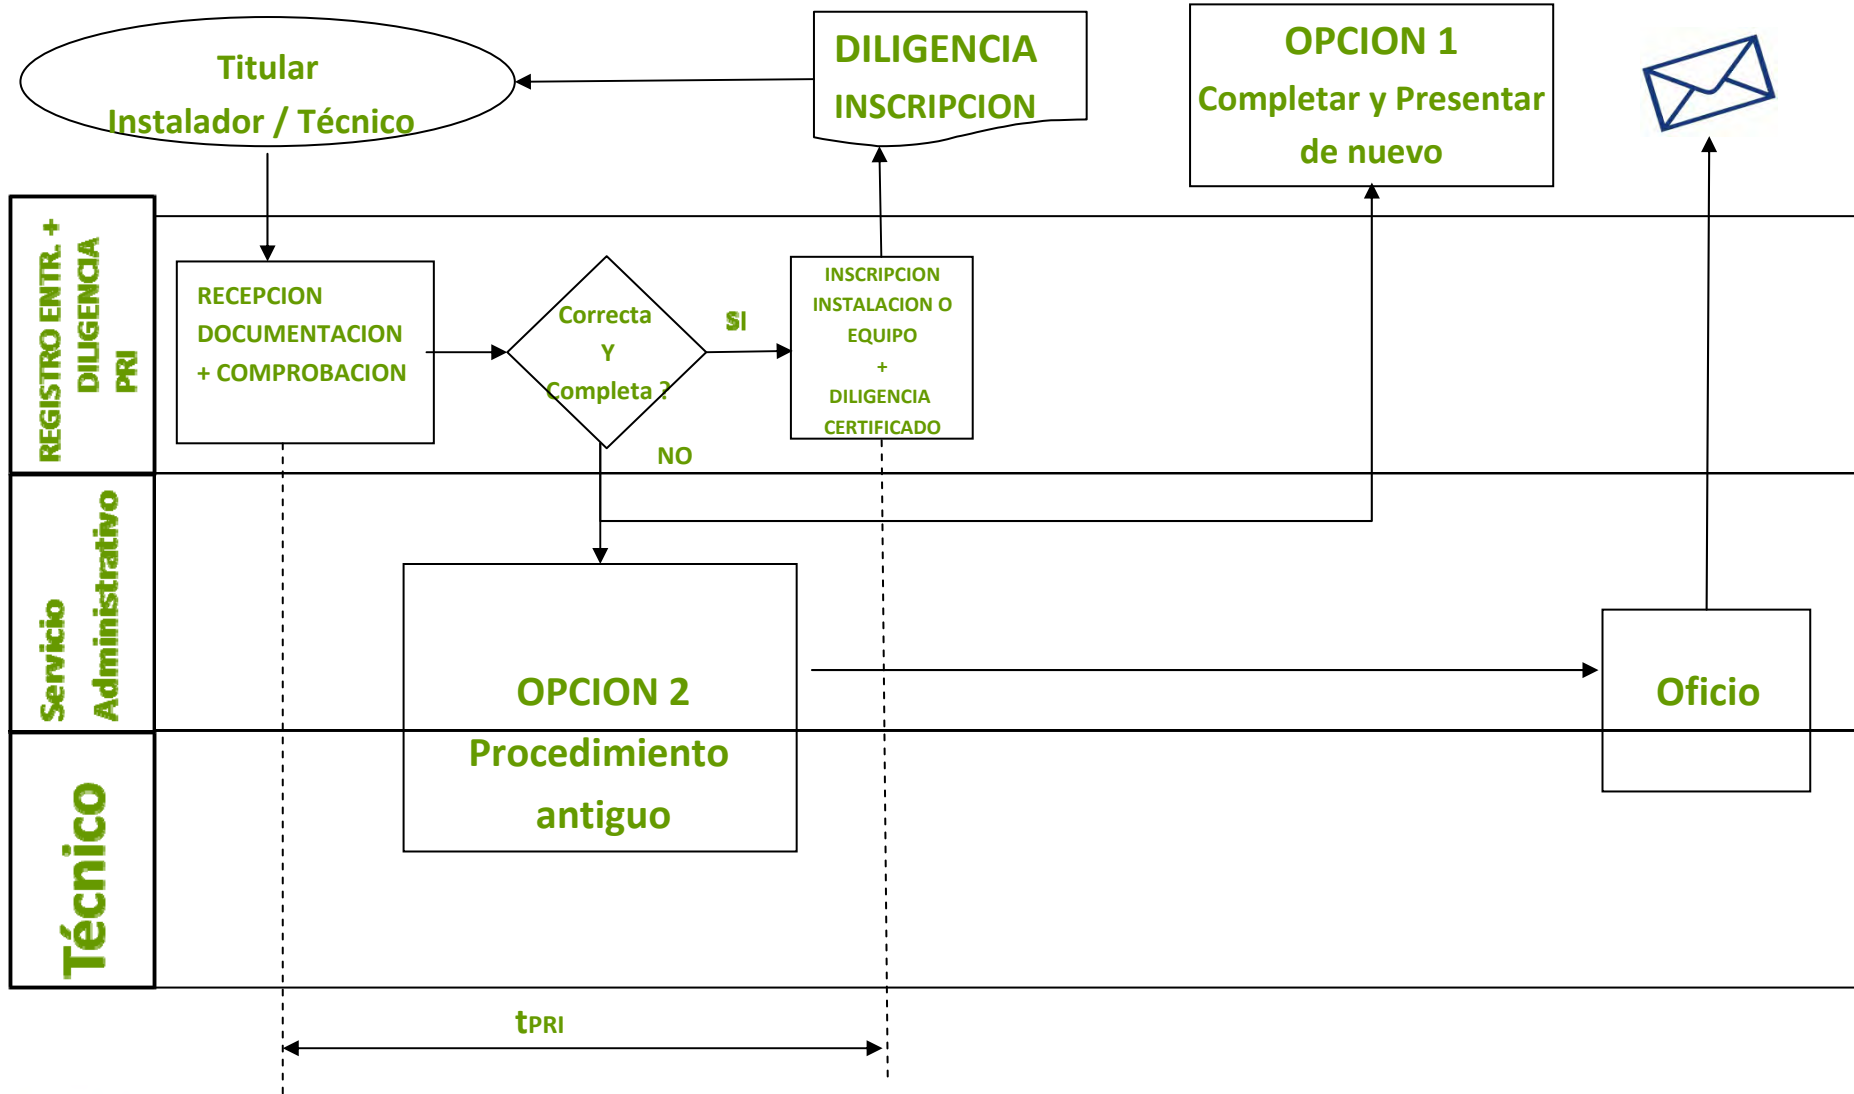 Titular
Instalador / Técnico
DILIGENCIA
INSCRIPCION
OPCION 1
Completar y Presentar
de nuevo
REGISTRO ENTR. +
DILIGENCIA
PRI
RECEPCION
DOCUMENTACION
+ COMPROBACION
Correcta
Y
Completa ?
SI
NO
INSCRIPCION
INSTALACION O
EQUIPO
+
DILIGENCIA
CERTIFICADO
Servicio
Administrativo
OPCION 2
Procedimiento
antiguo
Oficio
Técnico
tPRI